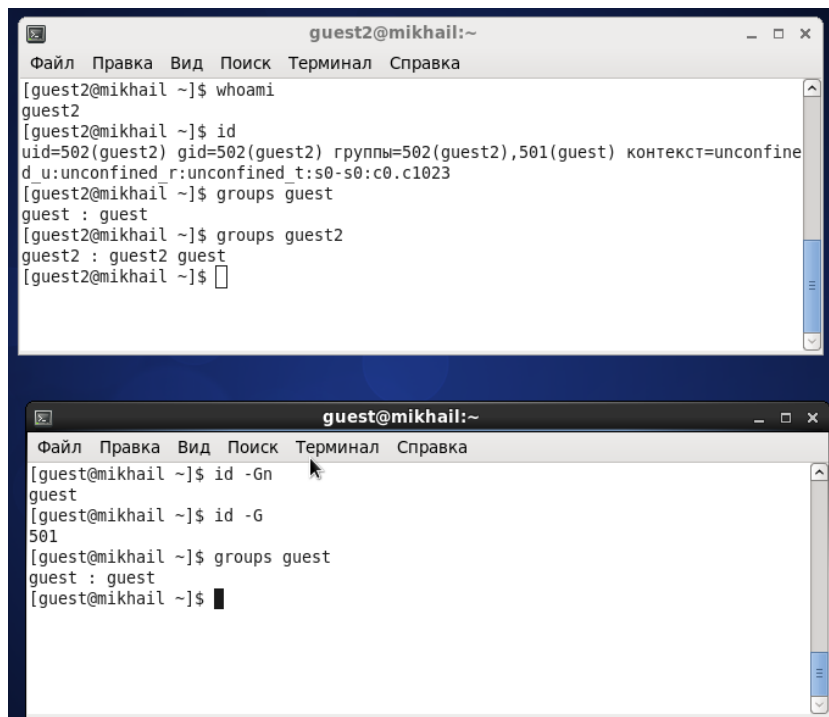 guest2@mikhail:~
Файл Правка Вид Поиск Терминал Справка
[guest2@mikhail ~]$ whoami
guest2
[guest2@mikhail ~]$ id
uid=502(guest2) gid=502(guest2) группы=502(guest2),501(guest) контекст=unconfine
d_u:unconfined_r:unconfined_t:s0-s0:c0.c1023
[guest2@mikhail ~]$ groups guest
guest : guest
[guest2@mikhail ~]$ groups guest2
guest2 : guest2 guest
[guest2@mikhail ~]$
guest@mikhail:~
Файл Правка Вид Поиск Терминал Справка
[guest@mikhail ~]$ id -Gn
guest
[guest@mikhail ~]$ id -G
501
[guest@mikhail ~]$ groups guest
guest : guest
[guest@mikhail ~]$